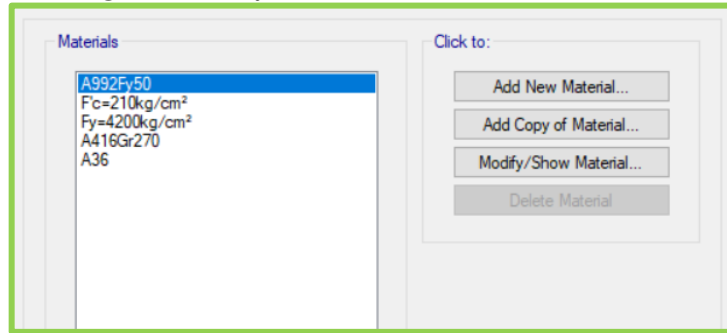 Materials
A992Fy50
F'c=210kg/cm²
Fy=4200kg/cm²
A416Gr270
A36
Click to:
Add New Material...
Add Copy of Material...
Modify/Show Material...
Delete Material